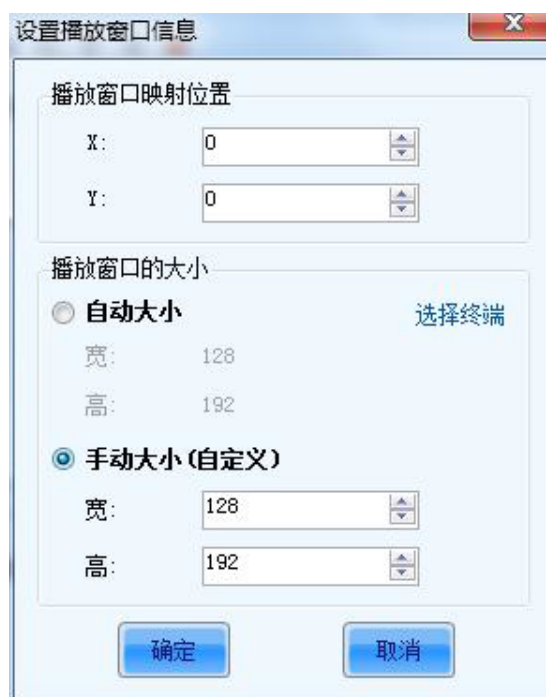 设置播放窗口信息
播放窗口映射位置
X: 0
Y: 0
播放窗口的大小
自动大小 选择终端
宽: 128
高: 192
手动大小(自定义)
宽: 128
高: 192
确定 取消